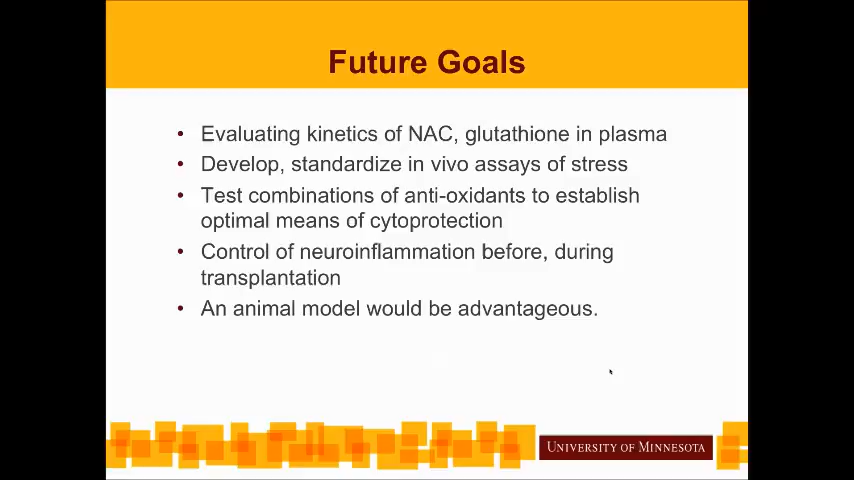 Future Goals
• Evaluating kinetics of NAC, glutathione in plasma
• Develop, standardize in vivo assays of stress
• Test combinations of anti-oxidants to establish
optimal means of cytoprotection
• Control of neuroinflammation before, during
transplantation
• An animal model would be advantageous.
UNIVERSITY OF MINNESOTA